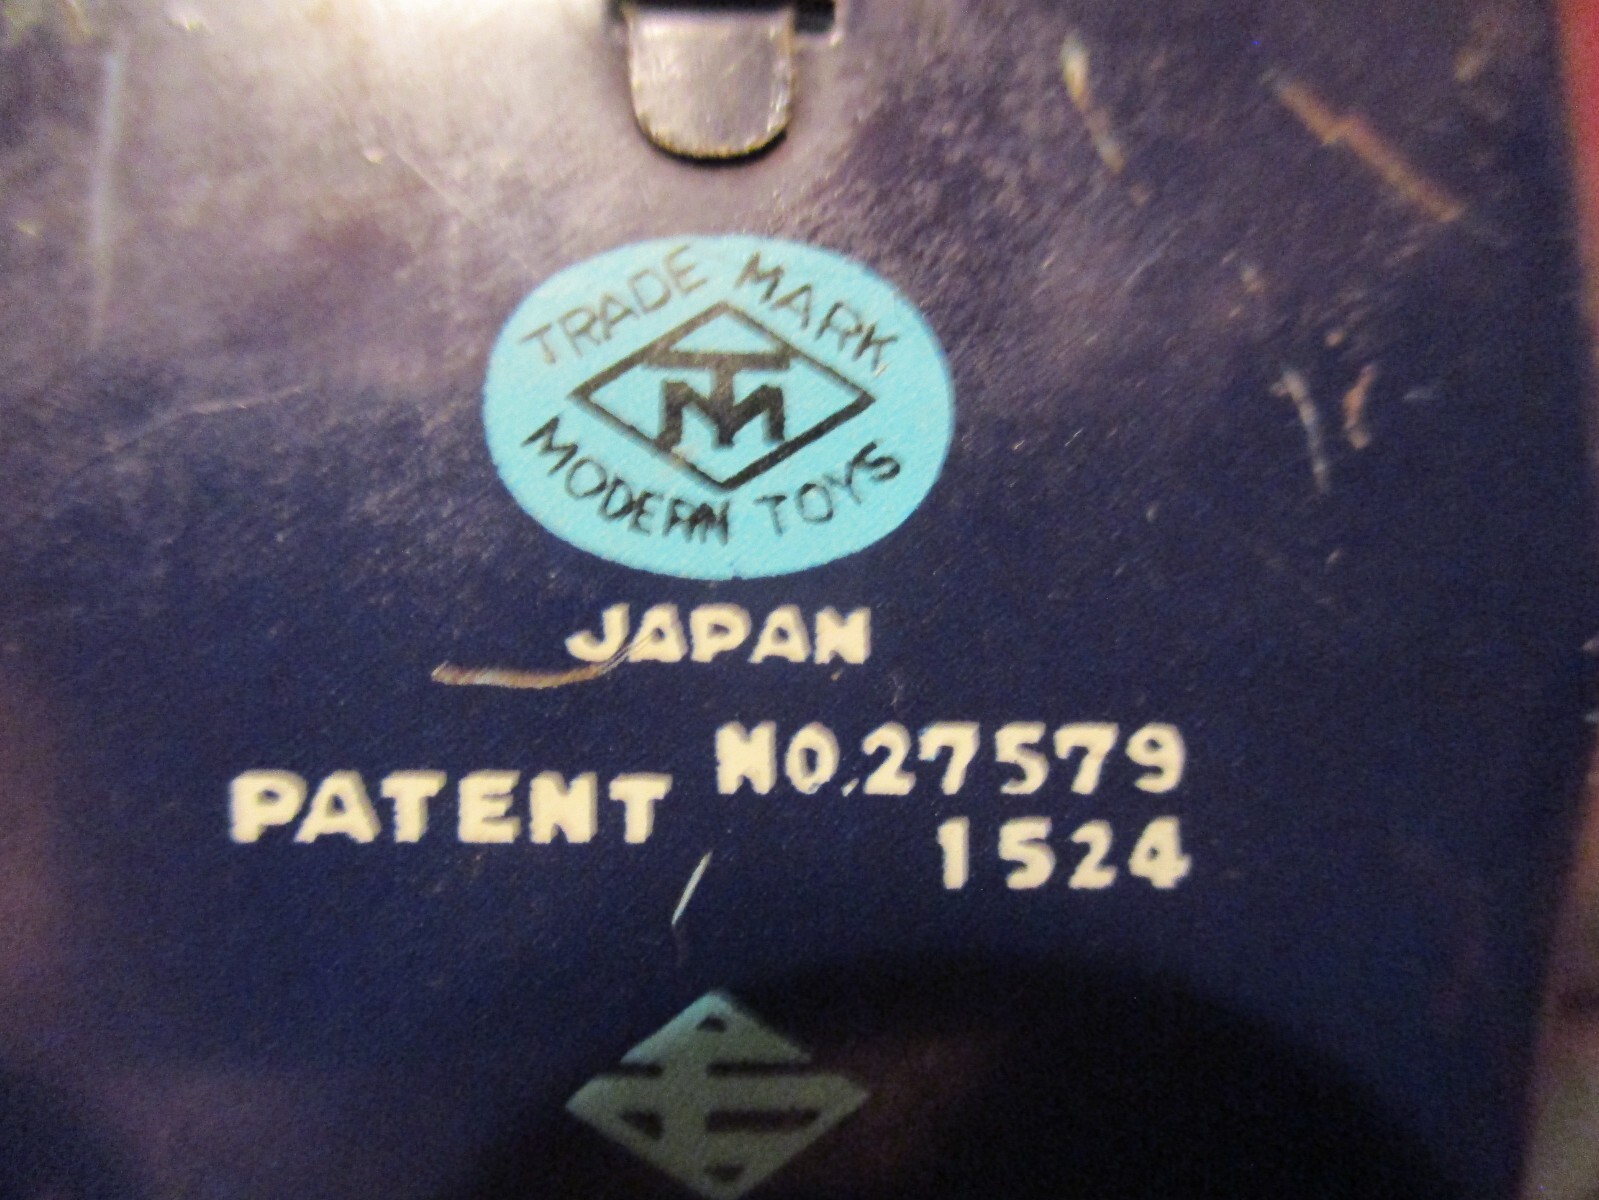 TRADE MARK
TM
MODERN TOYS
JAPAN
PATENT NO.27579
1524